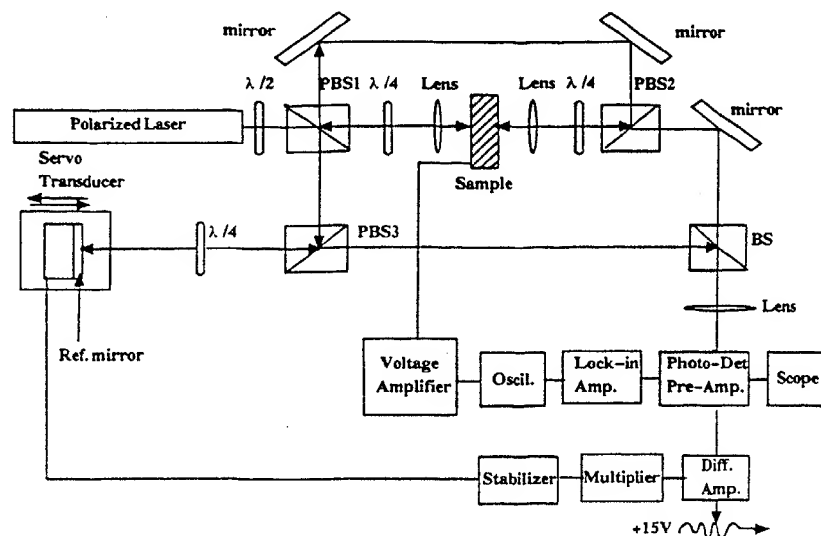 mirror
mirror
λ/2 PBS1 λ/4 Lens Lens λ/4 PBS2
mirror
Polarized Laser
Servo
Transducer
Sample
λ/4 PBS3 BS
Lens
Ref. mirror
Voltage
Amplifier
Oscil.
Lock-in
Amp.
Photo-Det
Pre-Amp.
Scope
Stabilizer
Multiplier
Diff.
Amp.
+15V